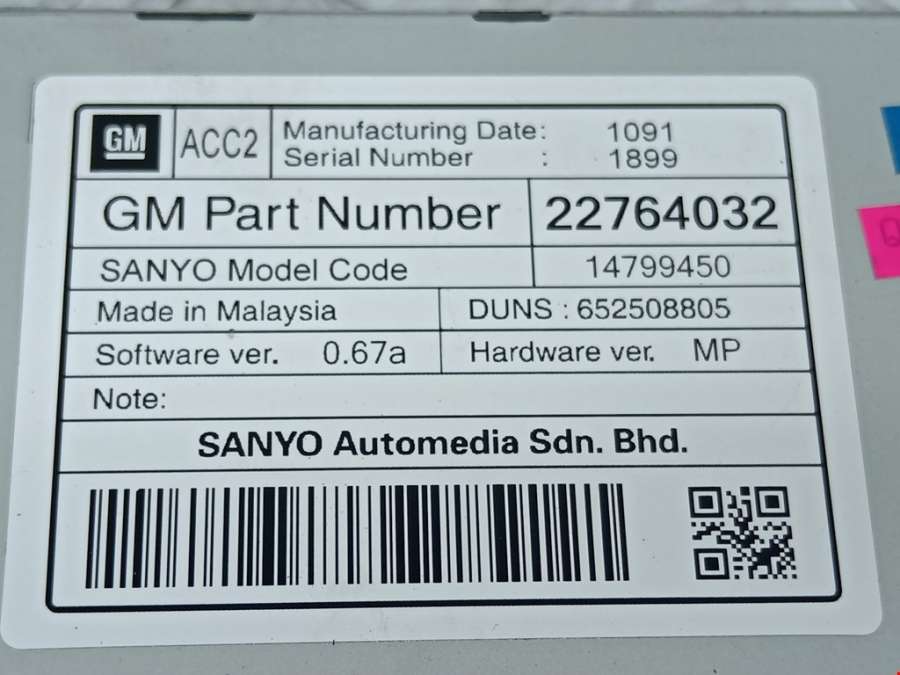 GM ACC2 Manufacturing Date: 1091
Serial Number : 1899
GM Part Number 22764032
SANYO Model Code 14799450
Made in Malaysia DUNS : 652508805
Software ver. 0.67a Hardware ver. MP
Note:
SANYO Automedia Sdn. Bhd.